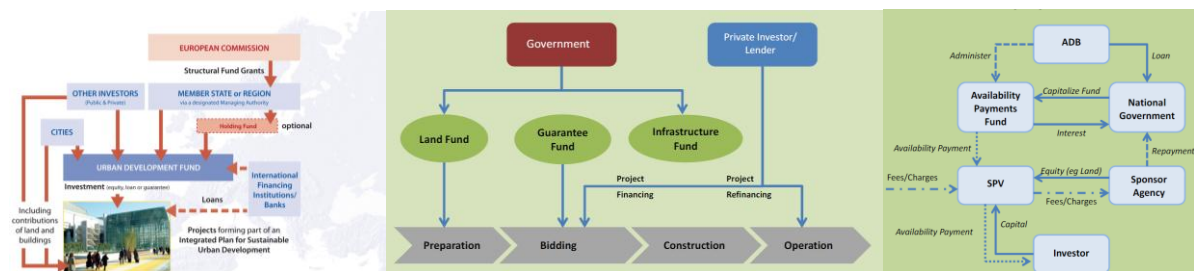 EUROPEAN COMMISSION
Structural Fund Grants
OTHER INVESTORS
(Public & Private)
MEMBER STATE or REGION
via a designated Managing Authority
CITIES
Holding Fund
optional
URBAN DEVELOPMENT FUND
Investment (equity, loan or guarantee)
International
Financing
Institutions/
Banks
Loans
Including
contributions
of land and
buildings
Projects forming part of an
Integrated Plan for Sustainable
Urban Development
Government
Private Investor/
Lender
Land Fund
Guarantee
Fund
Infrastructure
Fund
Project
Financing
Project
Refinancing
Preparation
Bidding
Construction
Operation
ADB
Administer
Loan
Availability
Payments
Fund
Capitalize Fund
National
Government
Interest
Availability Payment
Repayment
Fees/Charges
SPV
Equity (eg Land)
Fees/Charges
Sponsor
Agency
Capital
Availability Payment
Investor